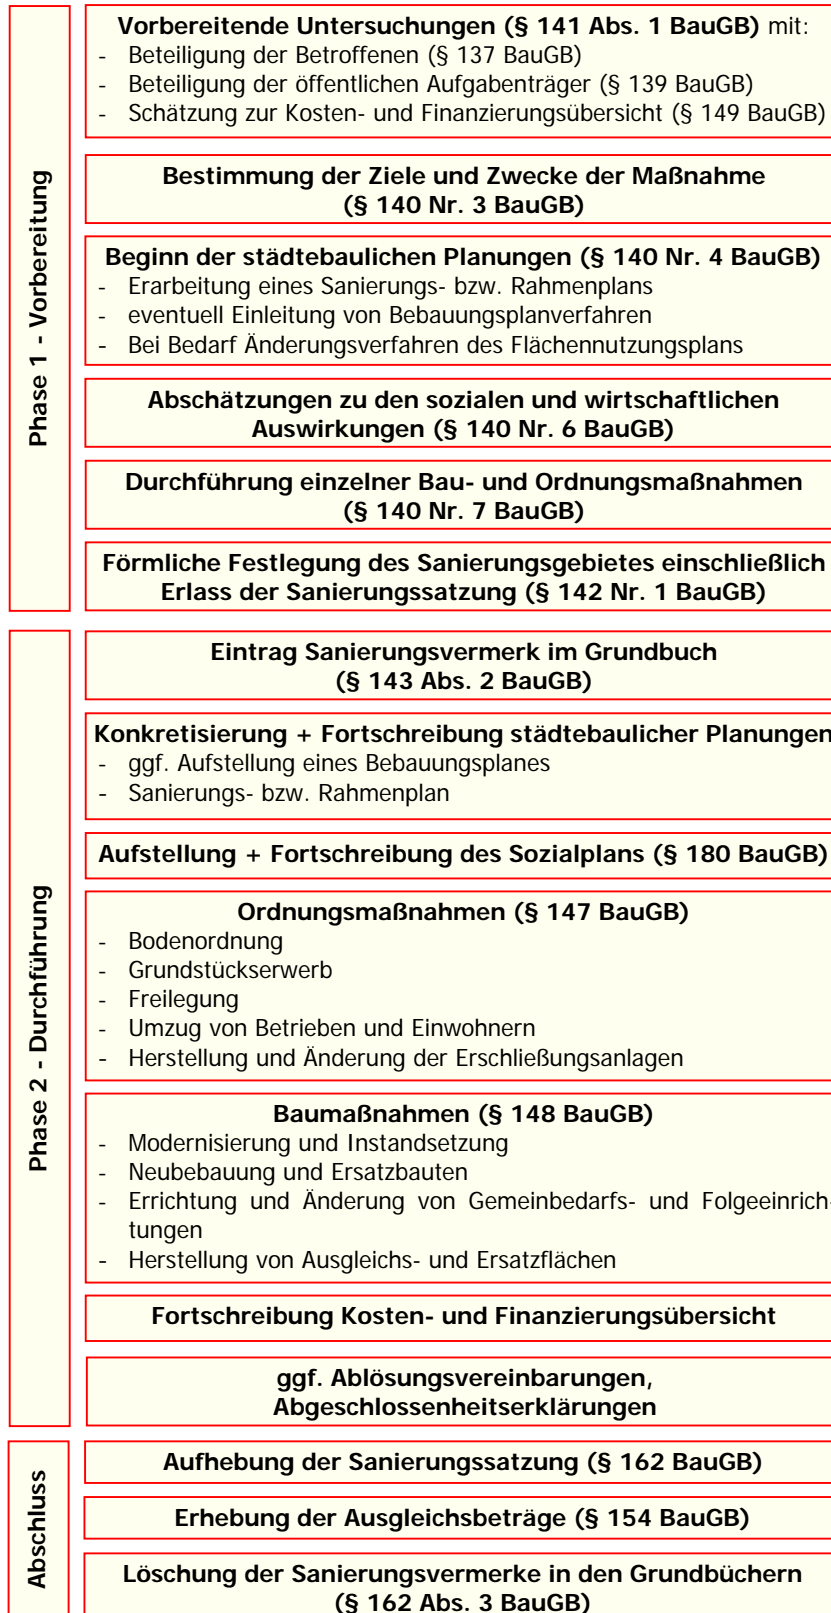 Phase 1 - Vorbereitung
Vorbereitende Untersuchungen (§ 141 Abs. 1 BauGB) mit:
- Beteiligung der Betroffenen (§ 137 BauGB)
- Beteiligung der öffentlichen Aufgabenträger (§ 139 BauGB)
- Schätzung zur Kosten- und Finanzierungsübersicht (§ 149 BauGB)
Bestimmung der Ziele und Zwecke der Maßnahme
(§ 140 Nr. 3 BauGB)
Beginn der städtebaulichen Planungen (§ 140 Nr. 4 BauGB)
- Erarbeitung eines Sanierungs- bzw. Rahmenplans
- eventuell Einleitung von Bebauungsplanverfahren
- Bei Bedarf Änderungsverfahren des Flächennutzungsplans
Abschätzungen zu den sozialen und wirtschaftlichen
Auswirkungen (§ 140 Nr. 6 BauGB)
Durchführung einzelner Bau- und Ordnungsmaßnahmen
(§ 140 Nr. 7 BauGB)
Förmliche Festlegung des Sanierungsgebietes einschließlich
Erlass der Sanierungssatzung (§ 142 Nr. 1 BauGB)
Phase 2 - Durchführung
Eintrag Sanierungsvermerk im Grundbuch
(§ 143 Abs. 2 BauGB)
Konkretisierung + Fortschreibung städtebaulicher Planungen
- ggf. Aufstellung eines Bebauungsplanes
- Sanierungs- bzw. Rahmenplan
Aufstellung + Fortschreibung des Sozialplans (§ 180 BauGB)
Ordnungsmaßnahmen (§ 147 BauGB)
- Bodenordnung
- Grundstückserwerb
- Freilegung
- Umzug von Betrieben und Einwohnern
- Herstellung und Änderung der Erschließungsanlagen
Baumaßnahmen (§ 148 BauGB)
- Modernisierung und Instandsetzung
- Neubebauung und Ersatzbauten
- Errichtung und Änderung von Gemeinbedarfs- und Folgeeinrich-
tungen
- Herstellung von Ausgleichs- und Ersatzflächen
Fortschreibung Kosten- und Finanzierungsübersicht
ggf. Ablösungsvereinbarungen,
Abgeschlossenheitserklärungen
Abschluss
Aufhebung der Sanierungssatzung (§ 162 BauGB)
Erhebung der Ausgleichsbeträge (§ 154 BauGB)
Löschung der Sanierungsvermerke in den Grundbüchern
(§ 162 Abs. 3 BauGB)